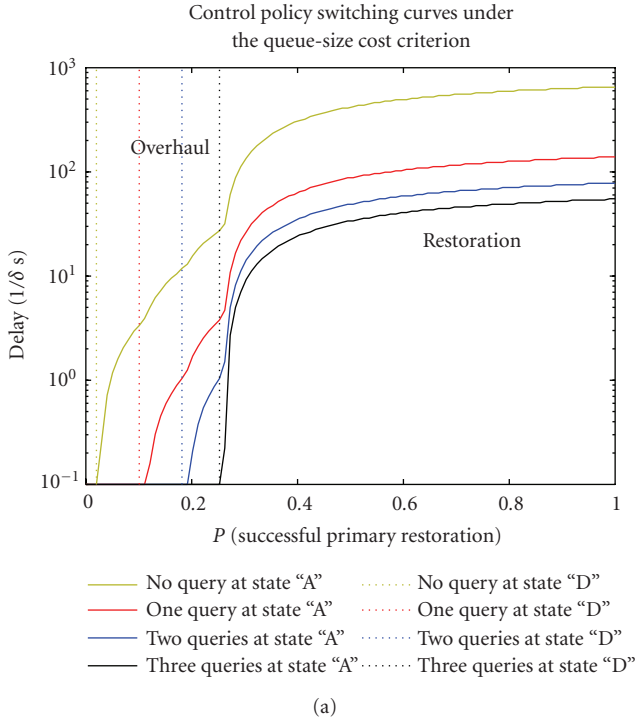 Control policy switching curves under
the queue-size cost criterion
10³
Overhaul
10²
Restoration
10¹
Delay (1/δ s)
10⁰
10⁻¹
0 0.2 0.4 0.6 0.8 1
P (successful primary restoration)
No query at state “A” No query at state “D”
One query at state “A” One query at state “D”
Two queries at state “A” Two queries at state “D”
Three queries at state “A” Three queries at state “D”
(a)